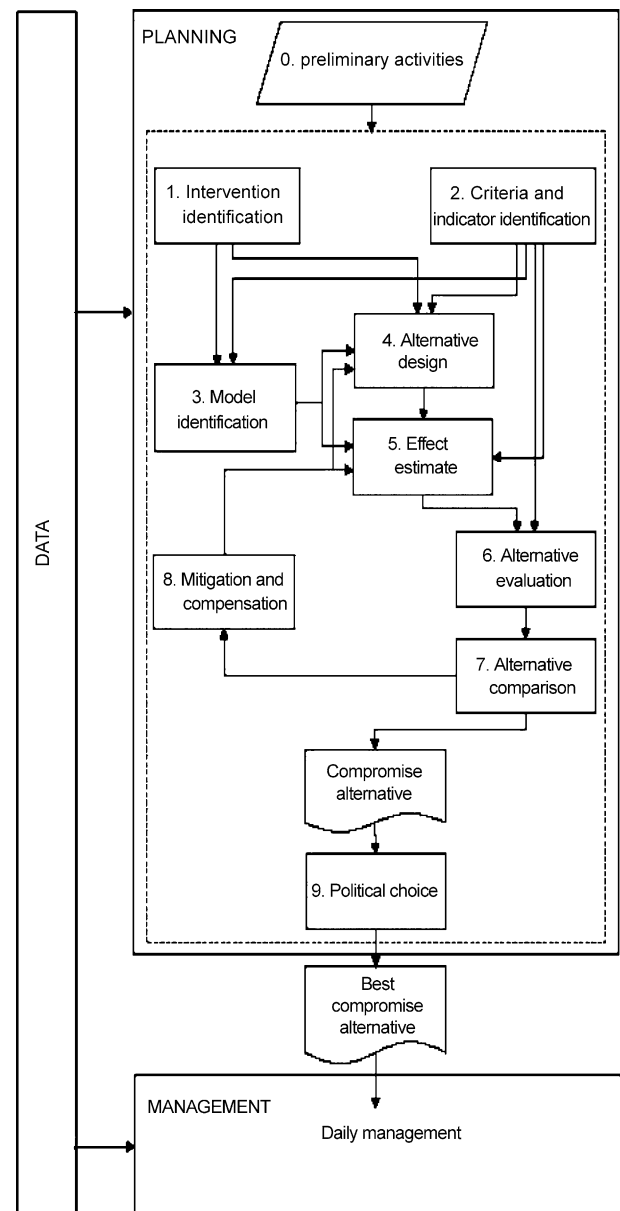 PLANNING
0. preliminary activities
1. Intervention
identification
2. Criteria and
indicator identification
4. Alternative
design
3. Model
identification
5. Effect
estimate
DATA
6. Alternative
evaluation
8. Mitigation and
compensation
7. Alternative
comparison
Compromise
alternative
9. Political choice
Best
compromise
alternative
MANAGEMENT
Daily management